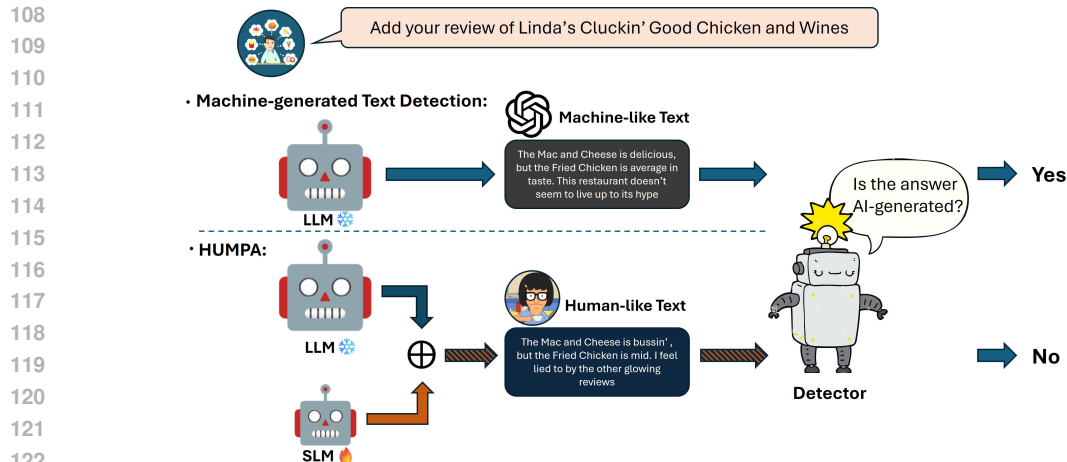 108
109
110
111
112
113
114
115
116
117
118
119
120
121
122
Add your review of Linda's Cluckin' Good Chicken and Wines
· Machine-generated Text Detection:
Machine-like Text
The Mac and Cheese is delicious,
but the Fried Chicken is average in
taste. This restaurant doesn't
seem to live up to its hype
LLM
Is the answer
AI-generated?
Yes
· HUMPA:
Human-like Text
The Mac and Cheese is bussin' ,
but the Fried Chicken is mid. I feel
lied to by the other glowing
reviews
LLM
SLM
Detector
No